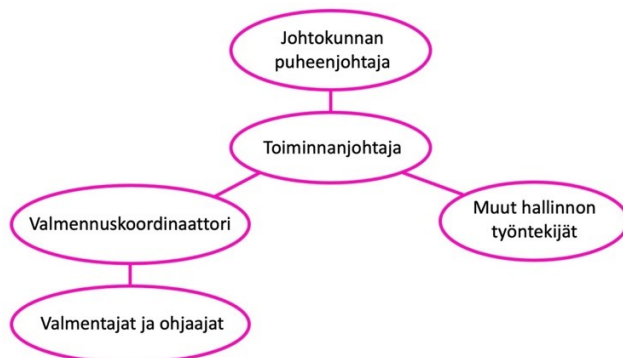 Johtokunnan
puheenjohtaja
Toiminnanjohtaja
Valmennuskoordinaattori
Muut hallinnon
työntekijät
Valmentajat ja ohjaajat